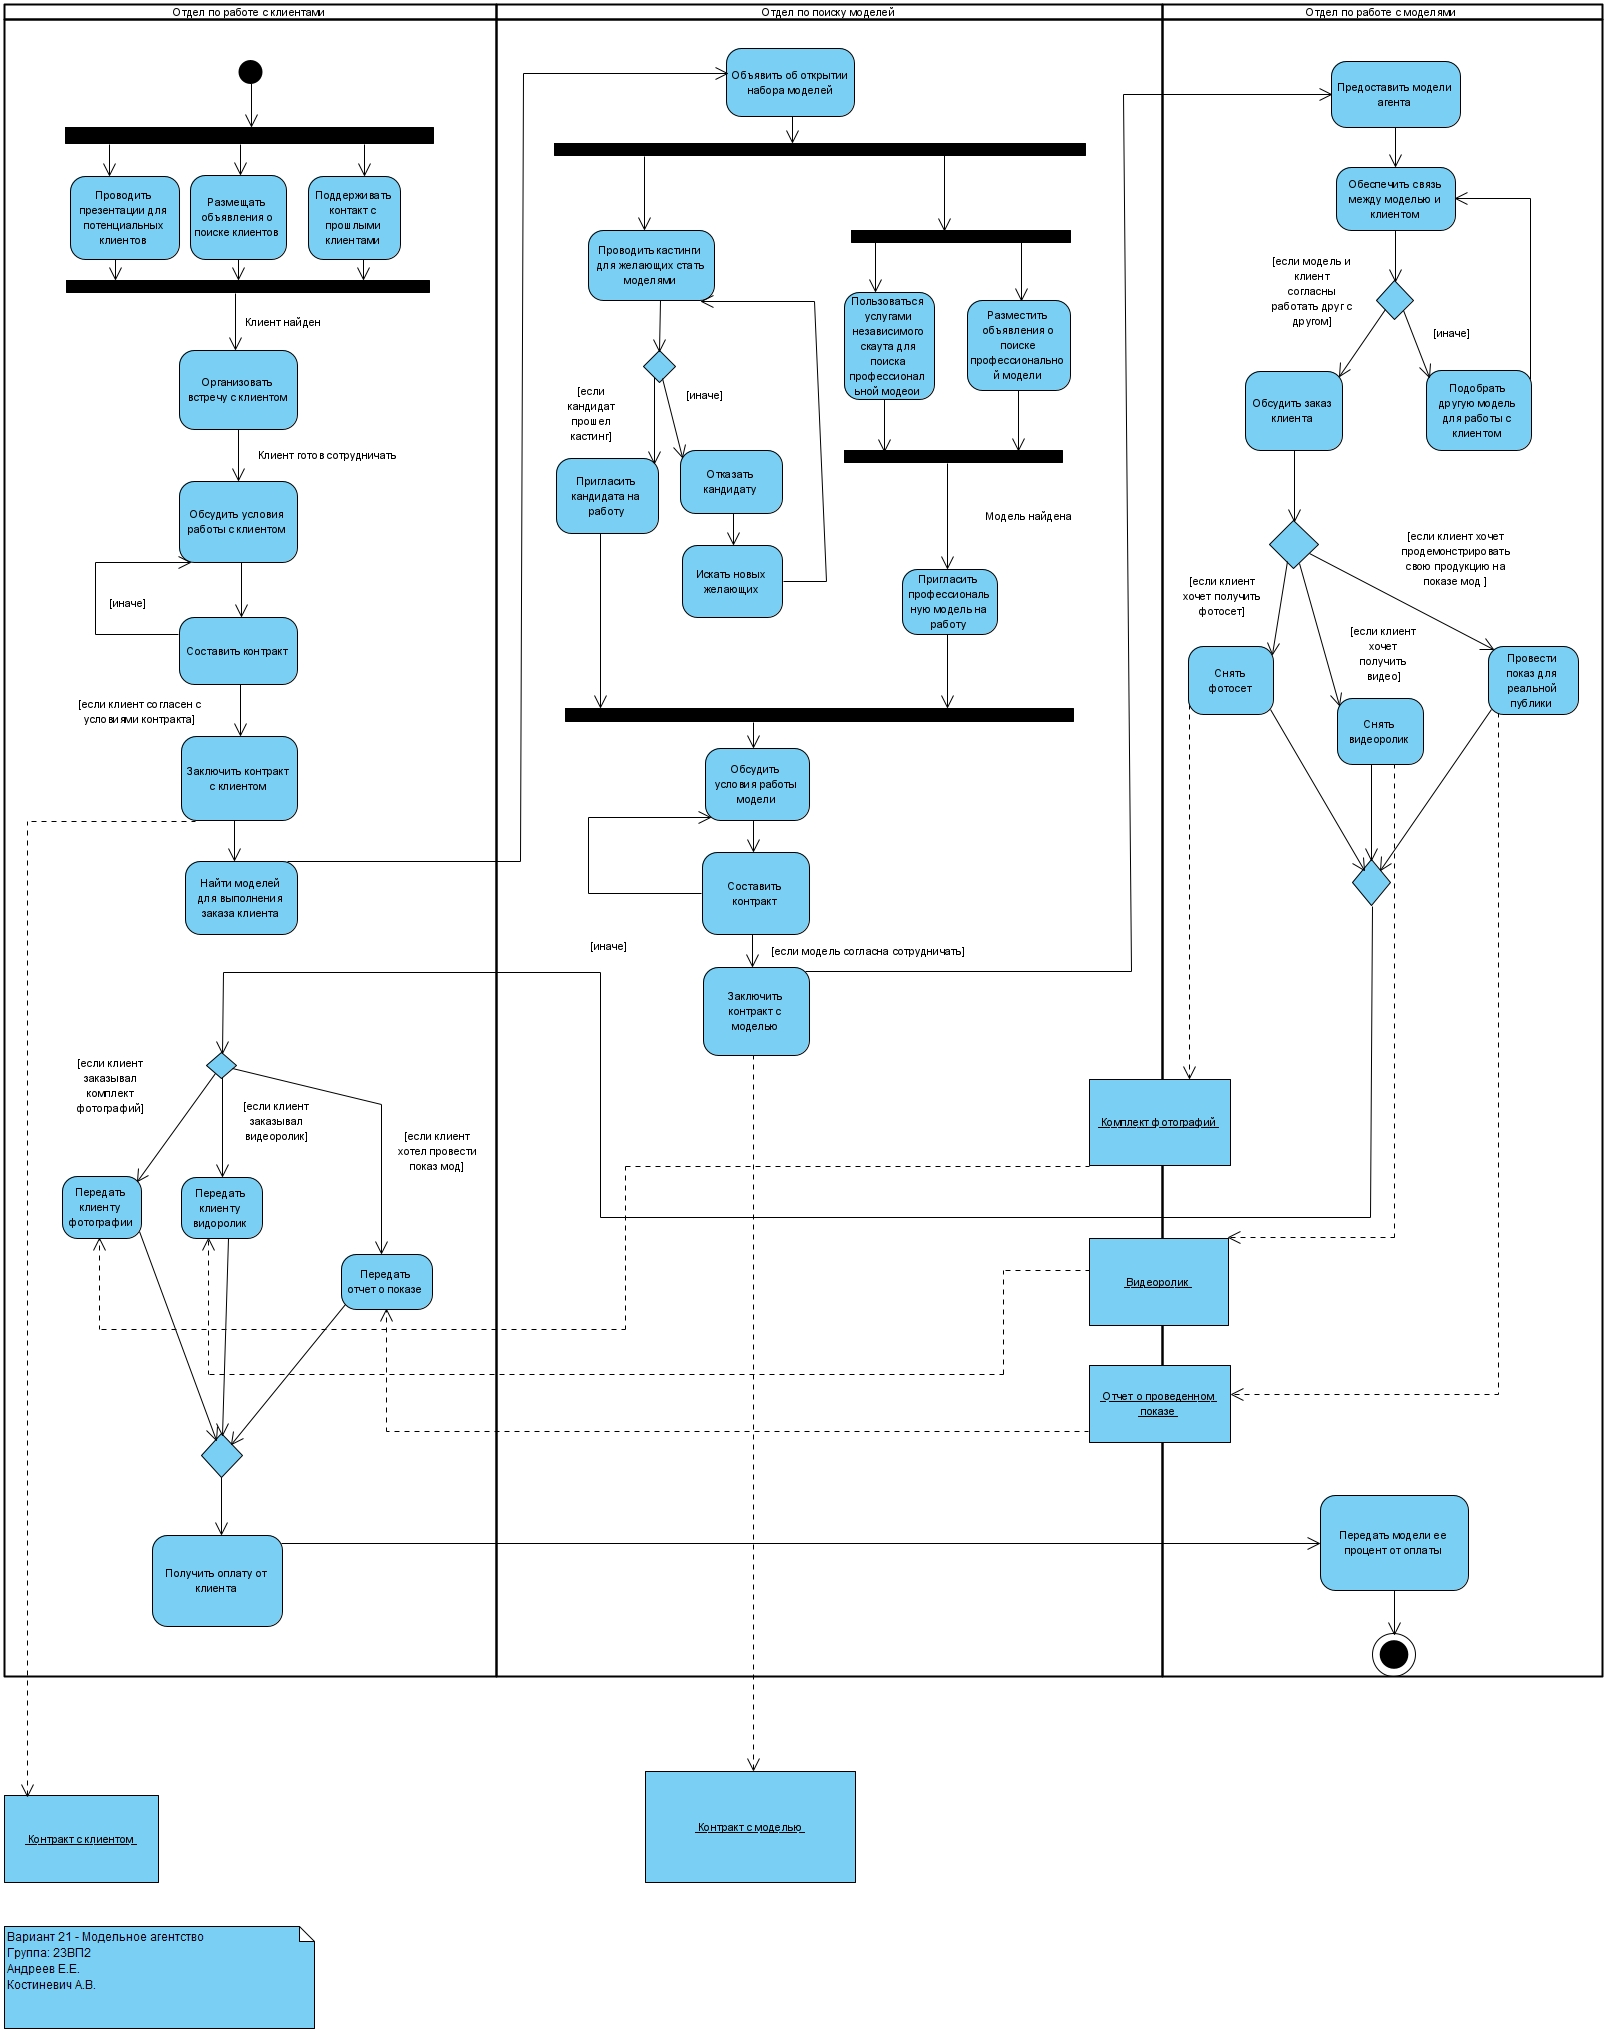 Отдел по работе с клиентами
Отдел по поиску моделей
Отдел по работе с моделями
Проводить
презентации для
потенциальных
клиентов
Размещать
объявления о
поиске клиентов
Поддерживать
контакт с
прошлыми
клиентами
Клиент найден
Организовать
встречу с клиентом
Клиент готов сотрудничать
Обсудить условия
работы с клиентом
[иначе]
Составить контракт
[если клиент согласен с
условиями контракта]
Заключить контракт
с клиентом
Найти моделей
для выполнения
заказа клиента
[если клиент
заказывал
комплект
фотографий]
[если клиент
заказывал
видеоролик]
[если клиент
хотел провести
показ мод]
Передать
клиенту
фотографии
Передать
клиенту
видоролик
Передать
отчет о показе
Получить оплату от
клиента
Объявить об открытии
набора моделей
Проводить кастинги
для желающих стать
моделями
Пользоваться
услугами
независимого
скаута для
поиска
профессионал
ьной модеои
Разместить
объявления о
поиске
профессионально
й модели
[если
кандидат
прошел
кастинг]
[иначе]
Пригласить
кандидата на
работу
Отказать
кандидату
Искать новых
желающих
Модель найдена
Пригласить
профессиональ
ную модель на
работу
Обсудить
условия работы
модели
Составить
контракт
[иначе]
[если модель согласна сотрудничать]
Заключить
контракт с
моделью
Предоставить модели
агента
Обеспечить связь
между моделью и
клиентом
[если модель и
клиент
согласны
работать друг с
другом]
[иначе]
Обсудить заказ
клиента
Подобрать
другую модель
для работы с
клиентом
[если клиент
хочет получить
фотосет]
[если клиент
хочет
получить
видео]
[если клиент хочет
продемонстрировать
свою продукцию на
показе мод ]
Снять
фотосет
Снять
видеоролик
Провести
показ для
реальной
публики
Комплект фотографий
Видеоролик
Отчет о проведенном
показе
Передать модели ее
процент от оплаты
Контракт с клиентом
Контракт с моделью
Вариант 21 - Модельное агентство
Группа: 23ВП2
Андреев Е.Е.
Костиневич А.В.